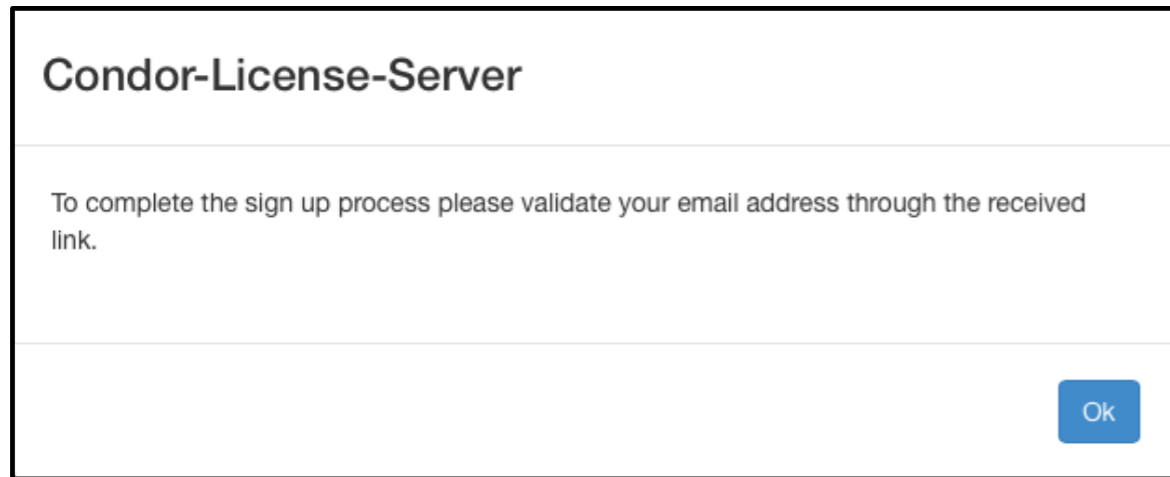 Condor-License-Server
To complete the sign up process please validate your email address through the received
link.
Ok